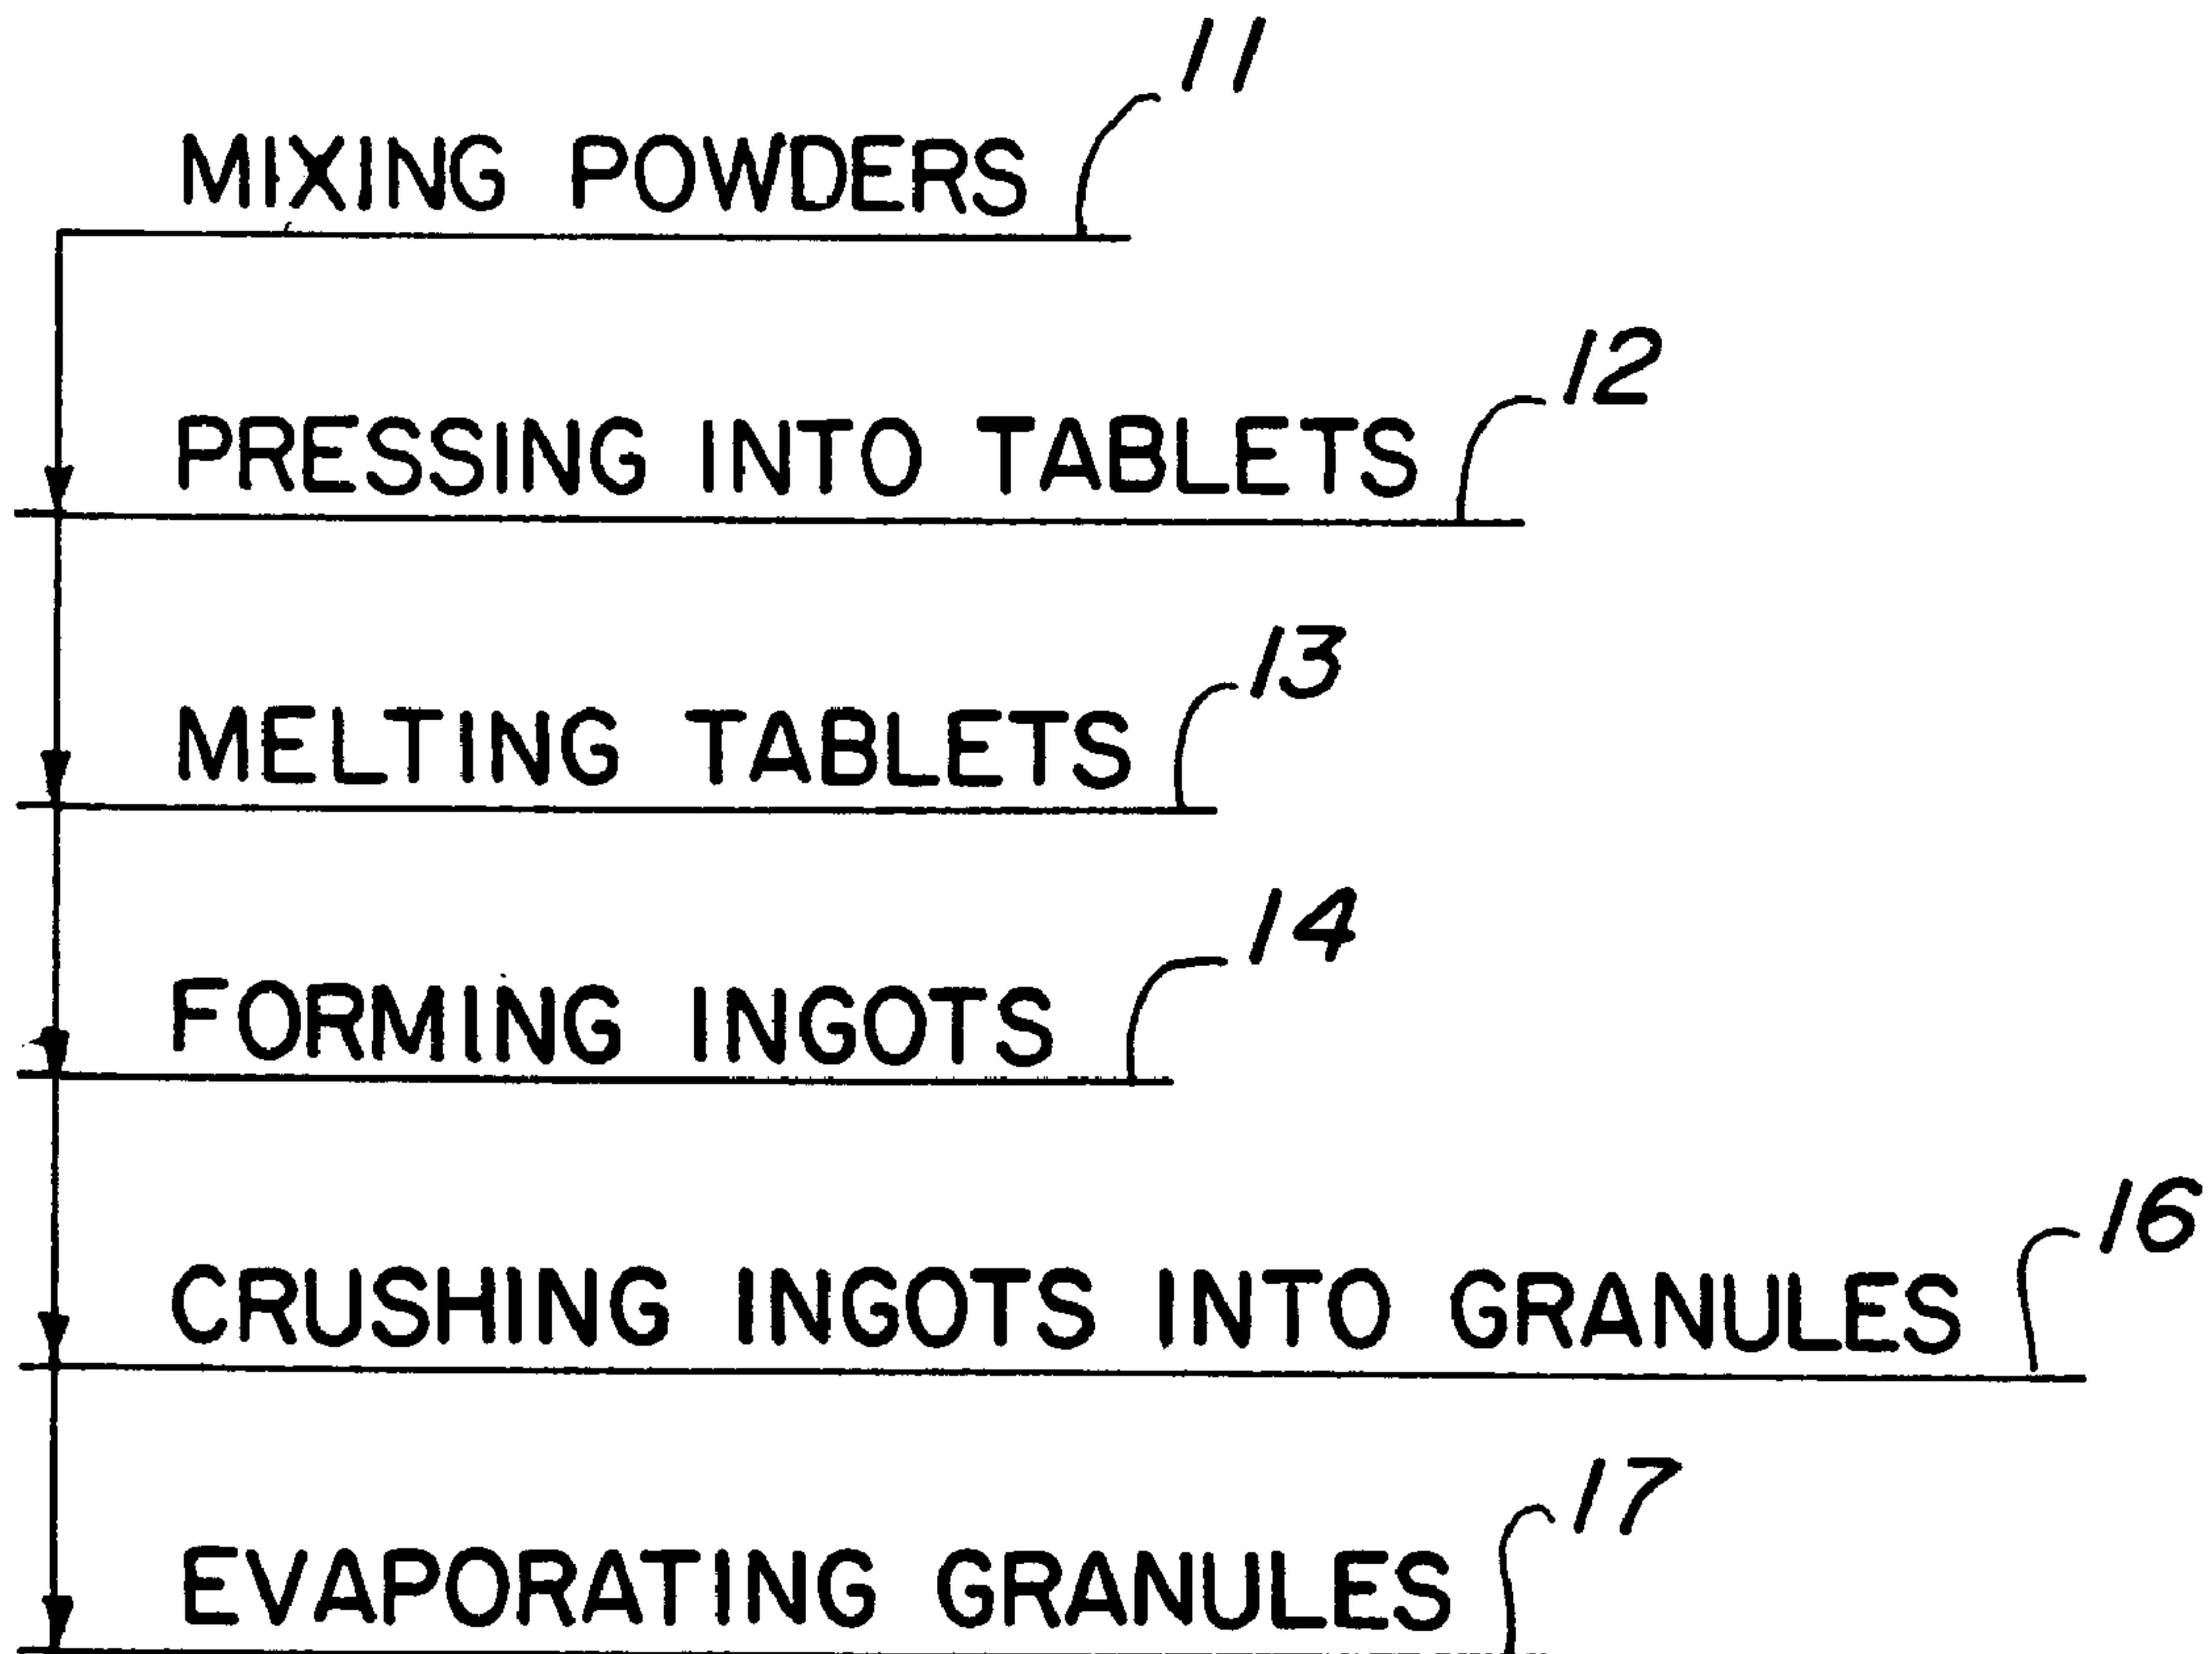 11
MIXING POWDERS
12
PRESSING INTO TABLETS
13
MELTING TABLETS
14
FORMING INGOTS
16
CRUSHING INGOTS INTO GRANULES
17
EVAPORATING GRANULES